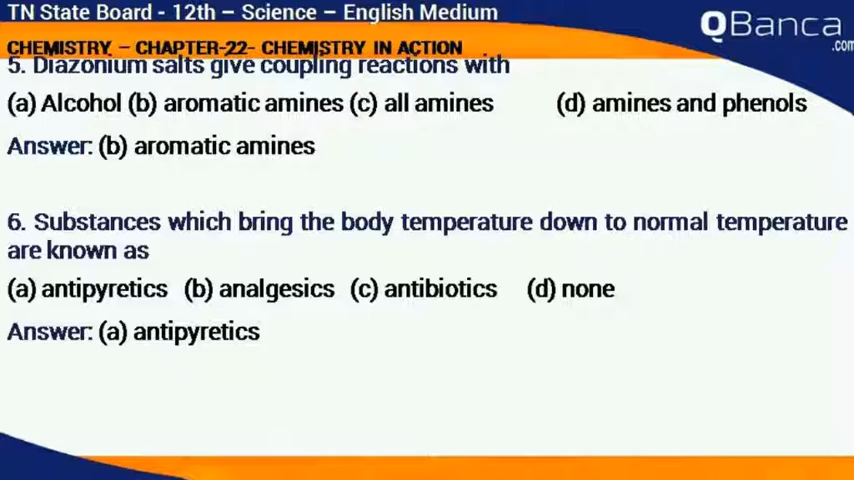 TN State Board - 12th – Science – English Medium
QBanca
.com
CHEMISTRY – CHAPTER-22- CHEMISTRY IN ACTION
5. Diazonium salts give coupling reactions with
(a) Alcohol (b) aromatic amines (c) all amines (d) amines and phenols
Answer: (b) aromatic amines
6. Substances which bring the body temperature down to normal temperature
are known as
(a) antipyretics (b) analgesics (c) antibiotics (d) none
Answer: (a) antipyretics